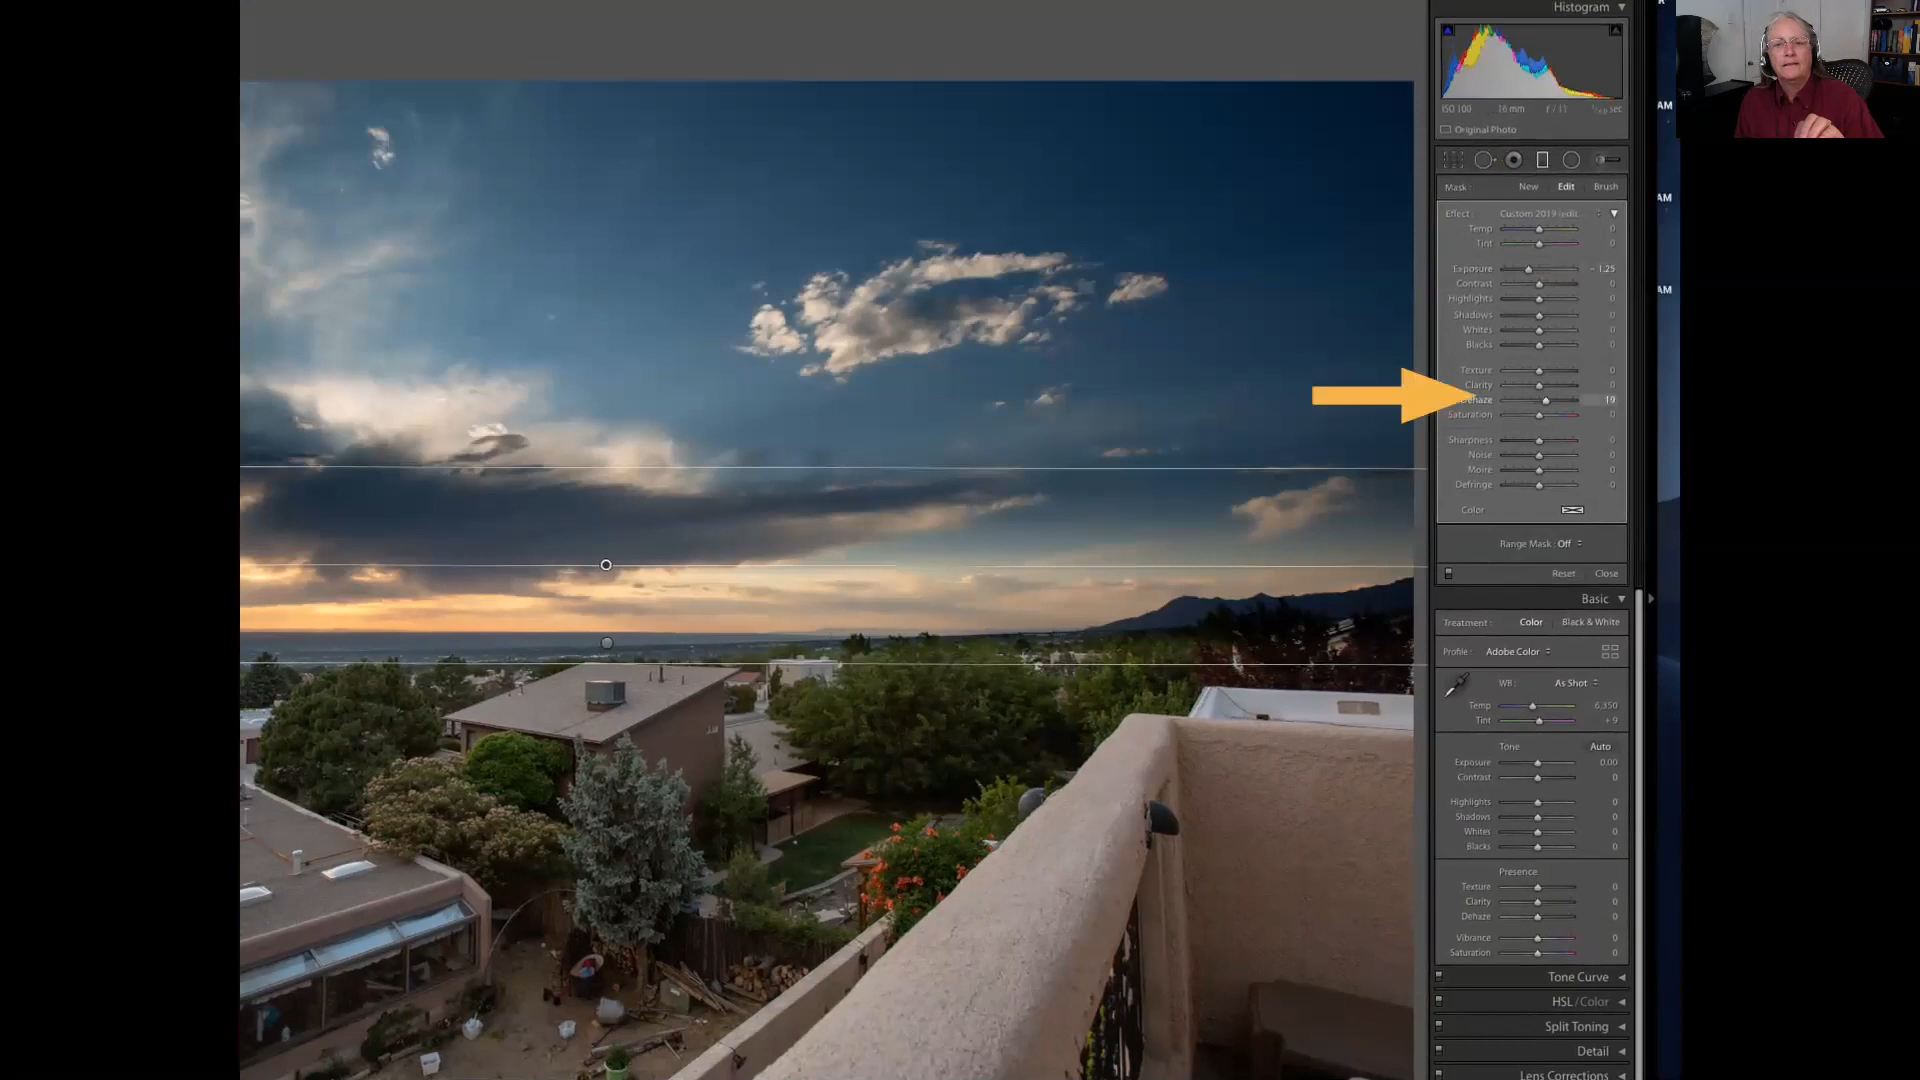 Histogram
ISO 100 16 mm f / 11 sec
Original Photo
Mask : New Edit Brush
Effect : Custom 2019 (edit
Temp 0
Tint 0
Exposure - 1.25
Contrast 0
Highlights 0
Shadows 0
Whites 0
Blacks 0
Texture 0
Clarity 0
haze 19
Saturation 0
Sharpness 0
Noise 0
Moire 0
Defringe 0
Color
Range Mask : Off
Reset Close
Basic
Treatment : Color Black & White
Profile : Adobe Color
WB : As Shot
Temp 6,350
Tint + 9
Tone Auto
Exposure 0.00
Contrast 0
Highlights 0
Shadows 0
Whites 0
Blacks 0
Presence
Texture 0
Clarity 0
Dehaze 0
Vibrance 0
Saturation 0
Tone Curve
HSL / Color
Split Toning
Detail
Lens Corrections
AM
AM
AM